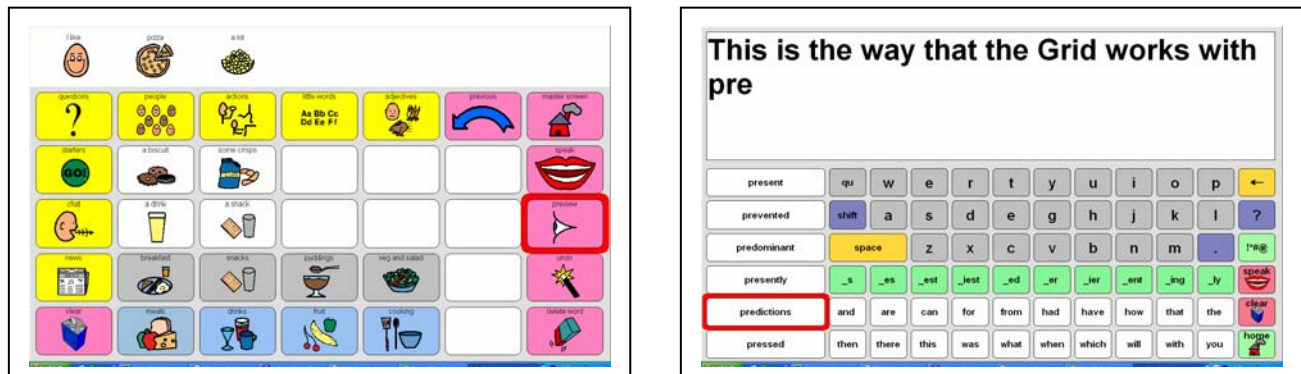 I like pizza a lot
questions people actions little words adjectives previous master screen
?
Aa Bb Cc
Dd Ee Ff
starters a biscuit some crisps speak
GO!
chat a drink a snack preview
news breakfast snacks puddings veg and salad undo
clear meals drinks fruit cooking delete word
This is the way that the Grid works with
pre
present qu w e r t y u i o p ←
prevented shift a s d e g h j k l ?
predominant space z x c v b n m . !*#@
presently _s _es _est _iest _ed _er _ier _ent _ing _ly speak
predictions and are can for from had have how that the clear
pressed then there this was what when which will with you home